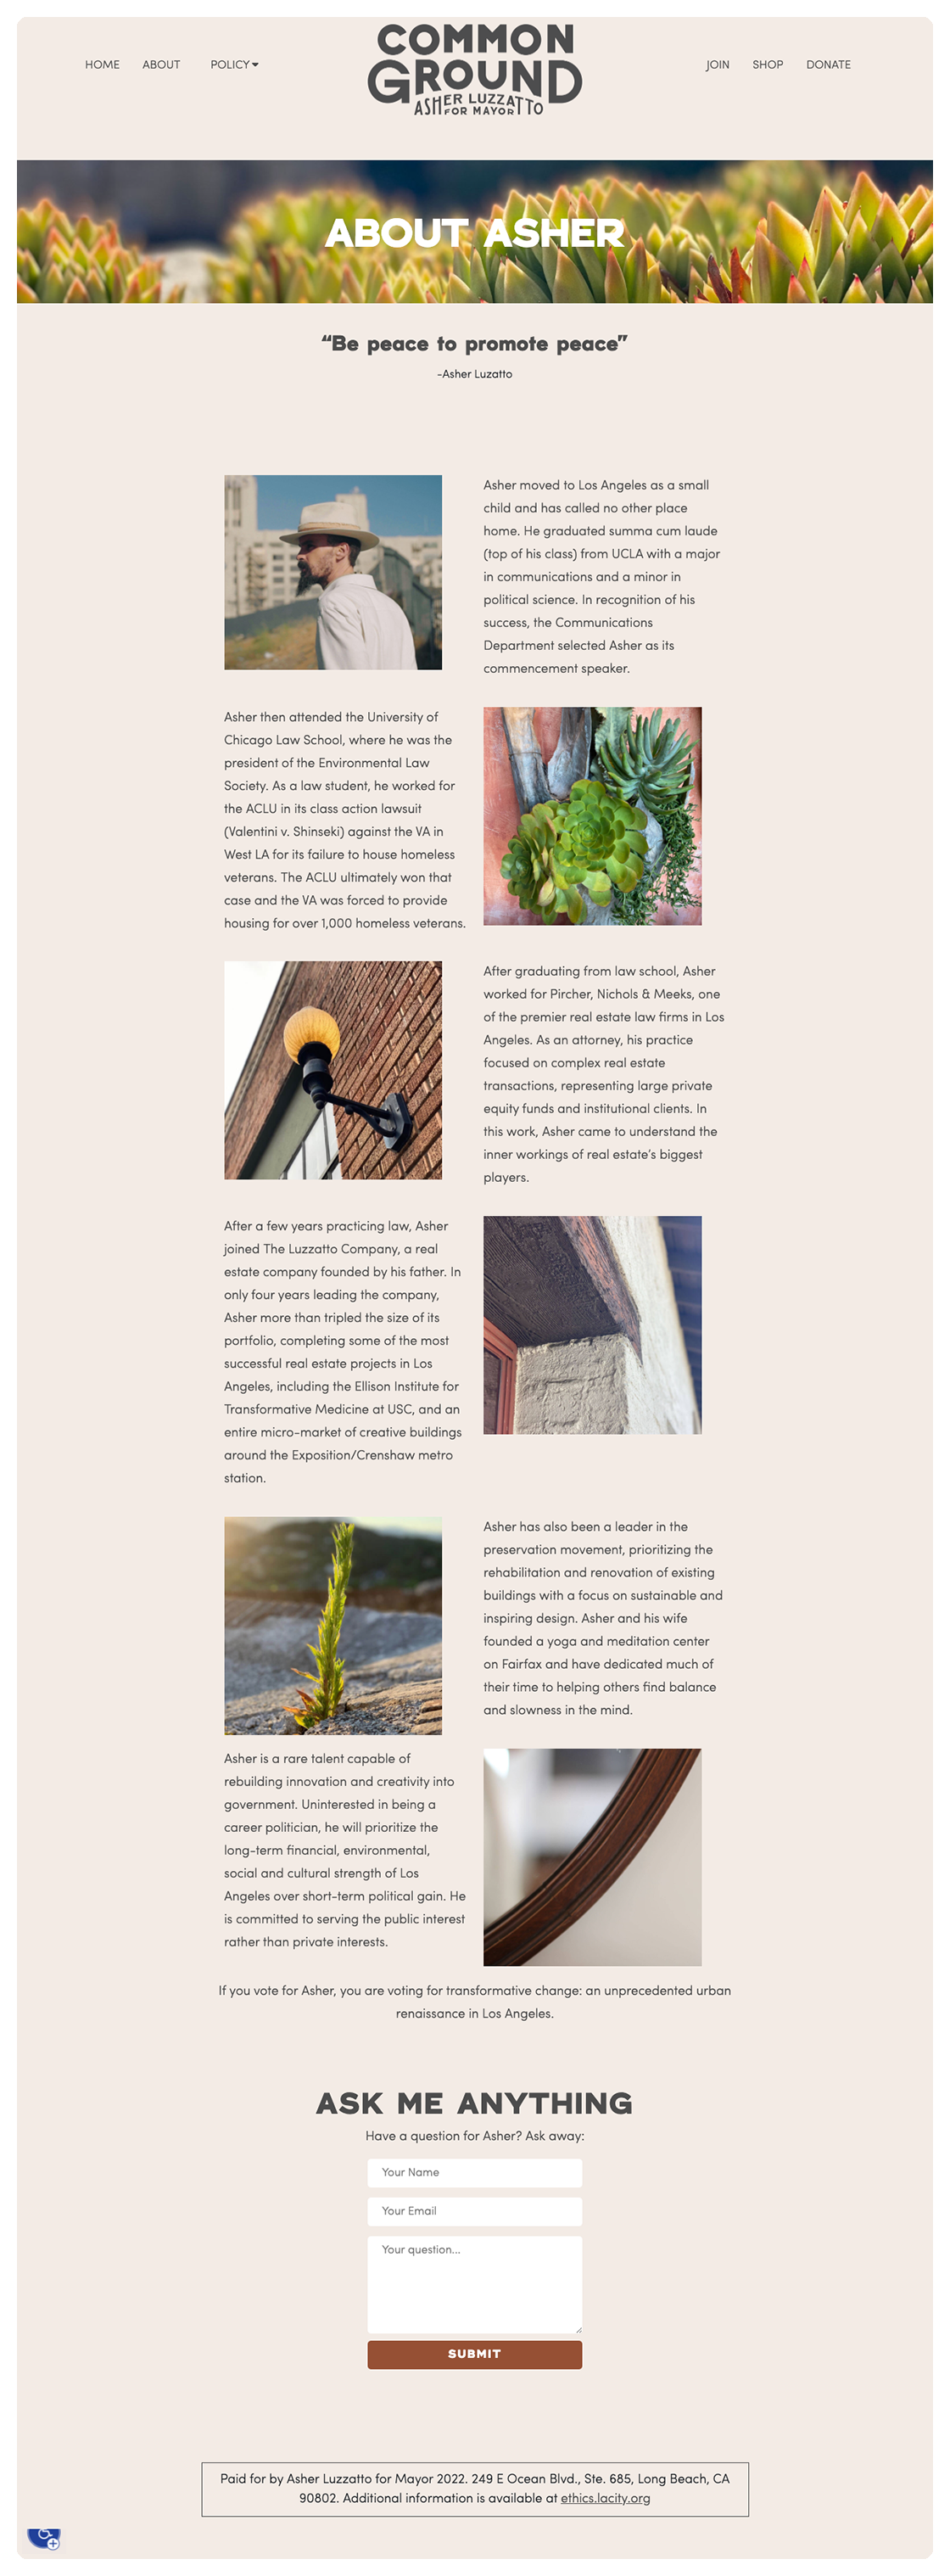 COMMON
GROUND
ASHER LUZZATTO
FOR MAYOR
HOME
ABOUT
POLICY
JOIN
SHOP
DONATE
ABOUT ASHER
“Be peace to promote peace”
-Asher Luzatto
Asher moved to Los Angeles as a small
child and has called no other place
home. He graduated summa cum laude
(top of his class) from UCLA with a major
in communications and a minor in
political science. In recognition of his
success, the Communications
Department selected Asher as its
commencement speaker.
Asher then attended the University of
Chicago Law School, where he was the
president of the Environmental Law
Society. As a law student, he worked for
the ACLU in its class action lawsuit
(Valentini v. Shinseki) against the VA in
West LA for its failure to house homeless
veterans. The ACLU ultimately won that
case and the VA was forced to provide
housing for over 1,000 homeless veterans.
After graduating from law school, Asher
worked for Pircher, Nichols & Meeks, one
of the premier real estate law firms in Los
Angeles. As an attorney, his practice
focused on complex real estate
transactions, representing large private
equity funds and institutional clients. In
this work, Asher came to understand the
inner workings of real estate’s biggest
players.
After a few years practicing law, Asher
joined The Luzzatto Company, a real
estate company founded by his father. In
only four years leading the company,
Asher more than tripled the size of its
portfolio, completing some of the most
successful real estate projects in Los
Angeles, including the Ellison Institute for
Transformative Medicine at USC, and an
entire micro-market of creative buildings
around the Exposition/Crenshaw metro
station.
Asher has also been a leader in the
preservation movement, prioritizing the
rehabilitation and renovation of existing
buildings with a focus on sustainable and
inspiring design. Asher and his wife
founded a yoga and meditation center
on Fairfax and have dedicated much of
their time to helping others find balance
and slowness in the mind.
Asher is a rare talent capable of
rebuilding innovation and creativity into
government. Uninterested in being a
career politician, he will prioritize the
long-term financial, environmental,
social and cultural strength of Los
Angeles over short-term political gain. He
is committed to serving the public interest
rather than private interests.
If you vote for Asher, you are voting for transformative change: an unprecedented urban
renaissance in Los Angeles.
ASK ME ANYTHING
Have a question for Asher? Ask away:
Your Name
Your Email
Your question...
SUBMIT
Paid for by Asher Luzzatto for Mayor 2022. 249 E Ocean Blvd., Ste. 685, Long Beach, CA
90802. Additional information is available at ethics.lacity.org